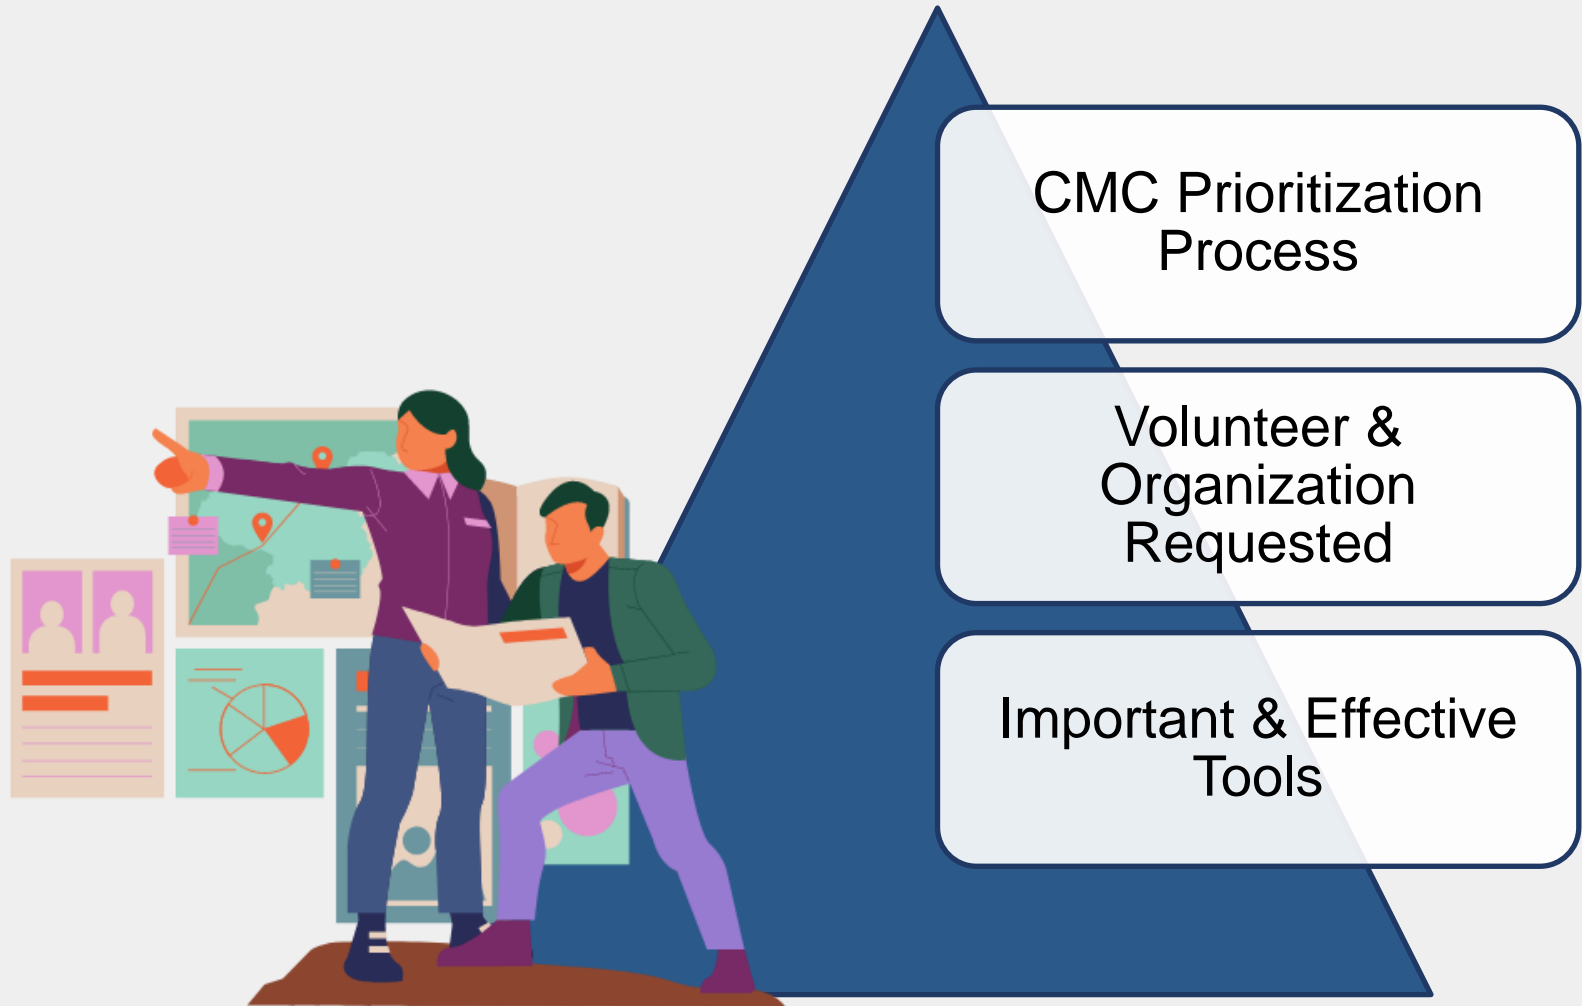 CMC Prioritization
Process
Volunteer &
Organization
Requested
Important & Effective
Tools